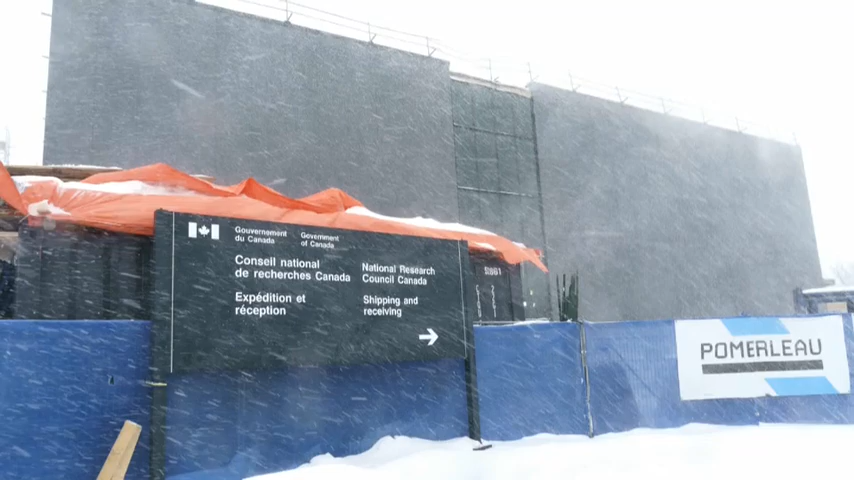 Gouvernement
du Canada
Government
of Canada
Conseil national
de recherches Canada
National Research
Council Canada
Expédition et
réception
Shipping and
receiving
POMERLEAU